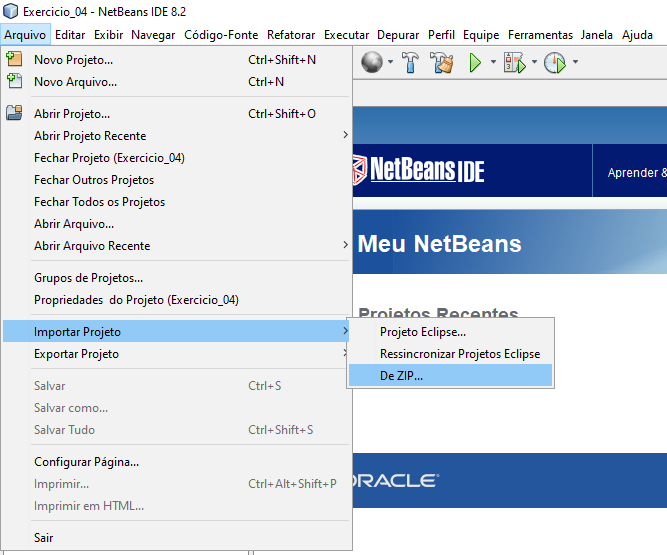 Exercicio_04 - NetBeans IDE 8.2
Arquivo Editar Exibir Navegar Código-Fonte Refatorar Executar Depurar Perfil Equipe Ferramentas Janela Ajuda
Novo Projeto... Ctrl+Shift+N
Novo Arquivo... Ctrl+N
Abrir Projeto... Ctrl+Shift+O
Abrir Projeto Recente
Fechar Projeto (Exercicio_04)
Fechar Outros Projetos
Fechar Todos os Projetos
Abrir Arquivo...
Abrir Arquivo Recente
Grupos de Projetos...
Propriedades do Projeto (Exercicio_04)
Importar Projeto
Exportar Projeto
Salvar Ctrl+S
Salvar como...
Salvar Tudo Ctrl+Shift+S
Configurar Página...
Imprimir... Ctrl+Alt+Shift+P
Imprimir em HTML...
Sair
NetBeans IDE
Aprender &
Meu NetBeans
Projetos Recentes
Projeto Eclipse...
Ressincronizar Projetos Eclipse
De ZIP...
ORACLE